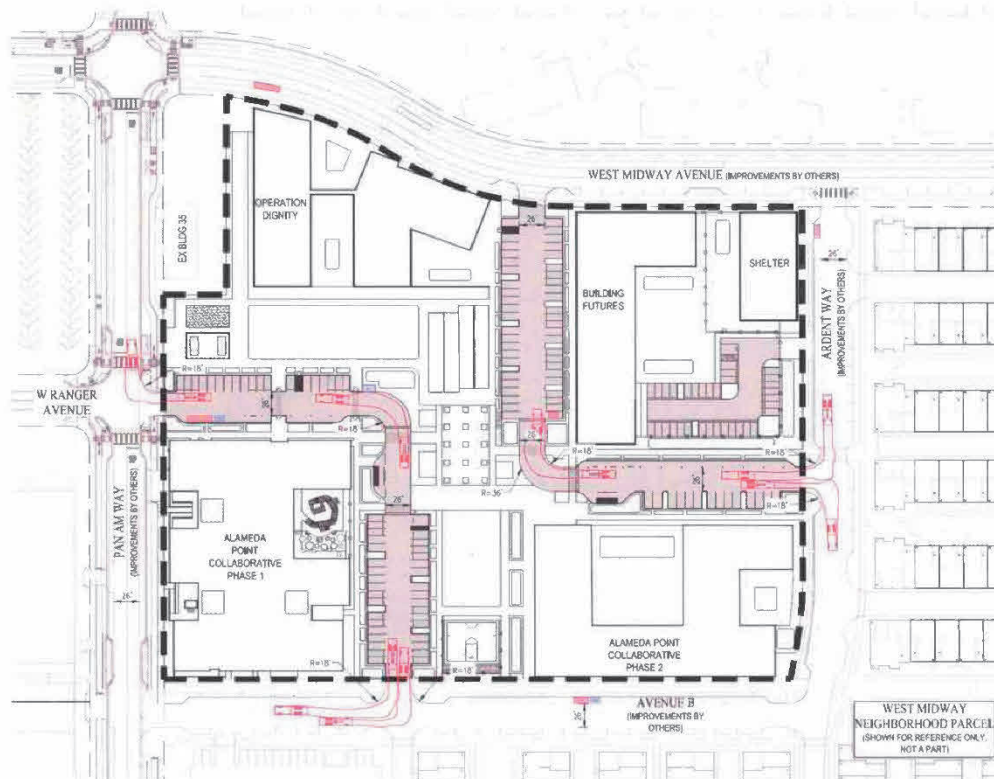 WEST MIDWAY AVENUE (IMPROVEMENTS BY OTHERS)
OPERATION
DIGNITY
EX BLDG 35
26'
SHELTER
BUILDING
FUTURES
26'
ARDENT WAY
(IMPROVEMENTS BY OTHERS)
R=18'
W RANGER
AVENUE
26'
R=18'
26'
R=18'
R=18'
R=36'
26'
26'
PAN AM WAY
(IMPROVEMENTS BY OTHERS)
26'
ALAMEDA
POINT
COLLABORATIVE
PHASE 1
R=18'
R=18'
ALAMEDA POINT
COLLABORATIVE
PHASE 2
AVENUE B
(IMPROVEMENTS BY
OTHERS)
26'
WEST MIDWAY
NEIGHBORHOOD PARCEL
(SHOWN FOR REFERENCE ONLY.
NOT A PART)